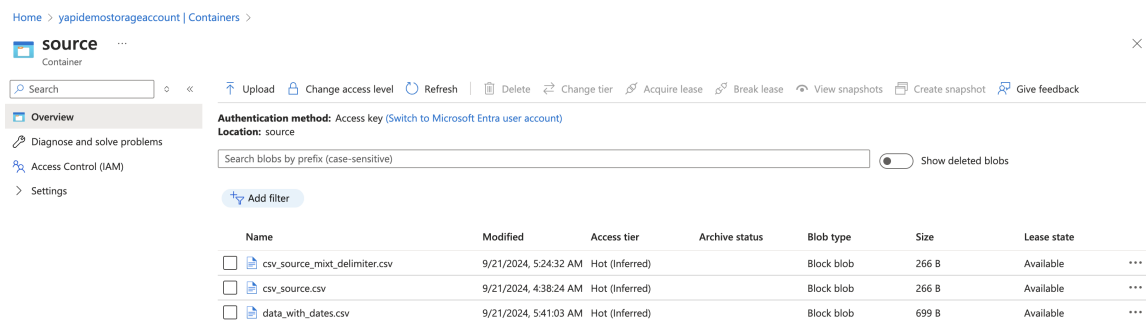 Home > yapidemostorageaccount | Containers >
source ...
Container
Search
Upload Change access level Refresh Delete Change tier Acquire lease Break lease View snapshots Create snapshot Give feedback
Overview
Diagnose and solve problems
Access Control (IAM)
Settings
Authentication method: Access key (Switch to Microsoft Entra user account)
Location: source
Search blobs by prefix (case-sensitive)
Show deleted blobs
Add filter
Name Modified Access tier Archive status Blob type Size Lease state
csv_source_mixt_delimiter.csv 9/21/2024, 5:24:32 AM Hot (Inferred) Block blob 266 B Available ...
csv_source.csv 9/21/2024, 4:38:24 AM Hot (Inferred) Block blob 266 B Available ...
data_with_dates.csv 9/21/2024, 5:41:03 AM Hot (Inferred) Block blob 699 B Available ...